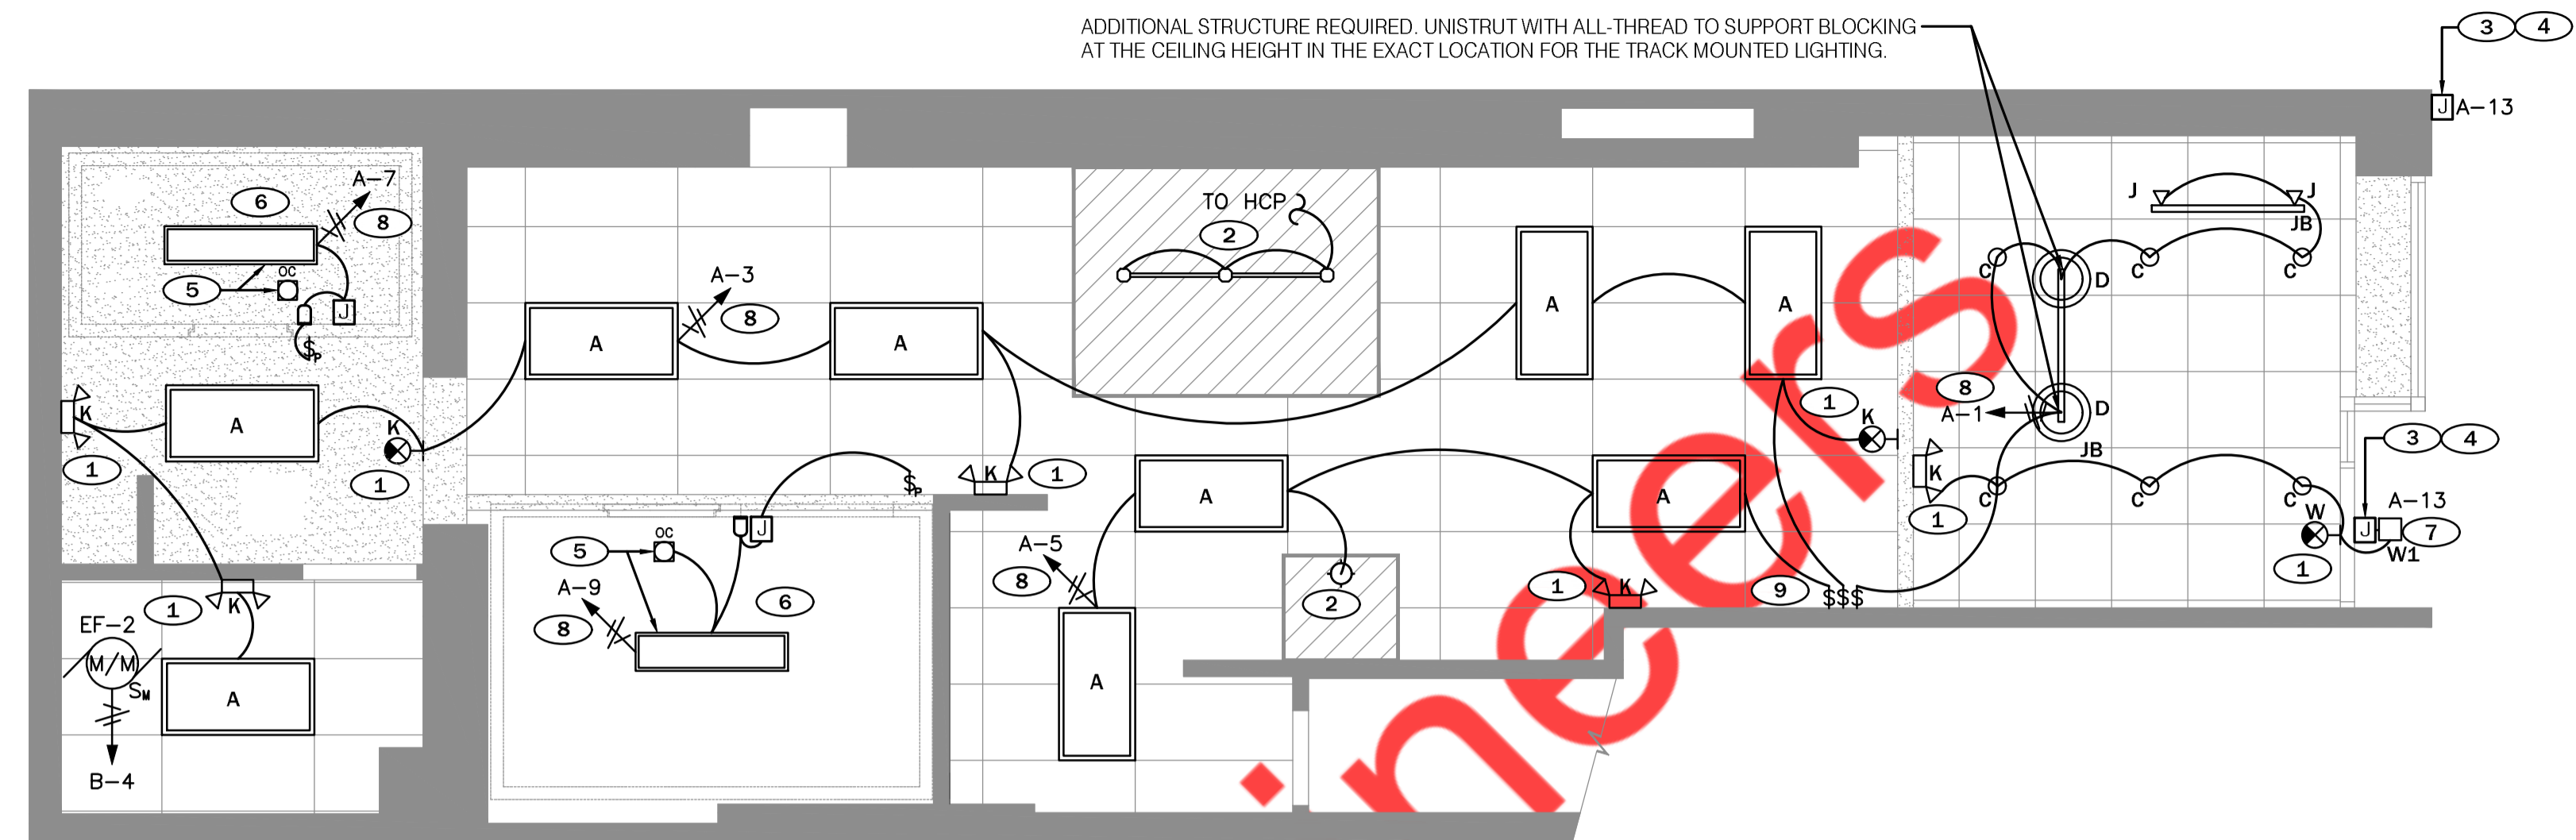 ADDITIONAL STRUCTURE REQUIRED. UNISTRUT WITH ALL-THREAD TO SUPPORT BLOCKING
AT THE CEILING HEIGHT IN THE EXACT LOCATION FOR THE TRACK MOUNTED LIGHTING.
3 4
J A-13
A-7
6
8
TO HCP
2
J J
JB
OC
5
J
$P
A-3
8
A
A
A
A
C
D
C
C
K
A
K
1
1
8
A-1
D
1
K
JB
3 4
$P
K
1
A
A
K
1
C
C
C
A-13
W
J
7
W1
1
OC
5
J
A-5
8
A-9
8
6
2
1
K
9
$$$
1
K
EF-2
M/M
SM
A
A
B-4
ineers